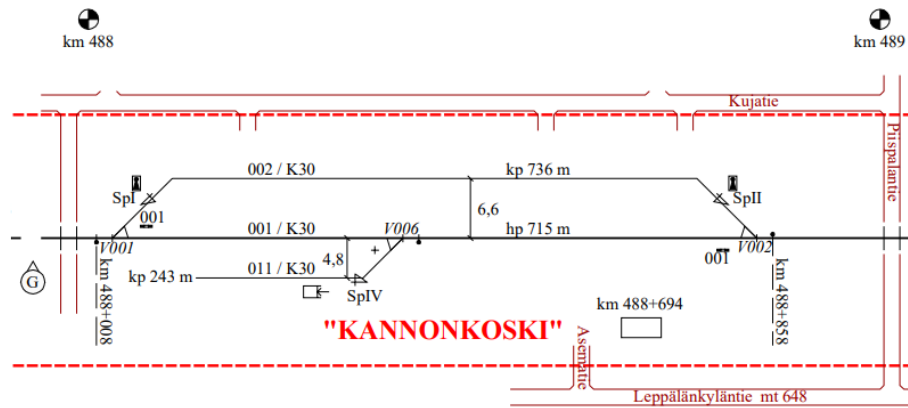 km 488
km 489
Kujatie
Piispalantie
002 / K30
kp 736 m
SpI
SpII
001
6,6
001 / K30
V006
hp 715 m
V001
V002
001
4,8
011 / K30
kp 243 m
G
SpIV
km 488+008
km 488+694
km 488+858
"KANNONKOSKI"
Asematie
Leppälänkyläntie mt 648